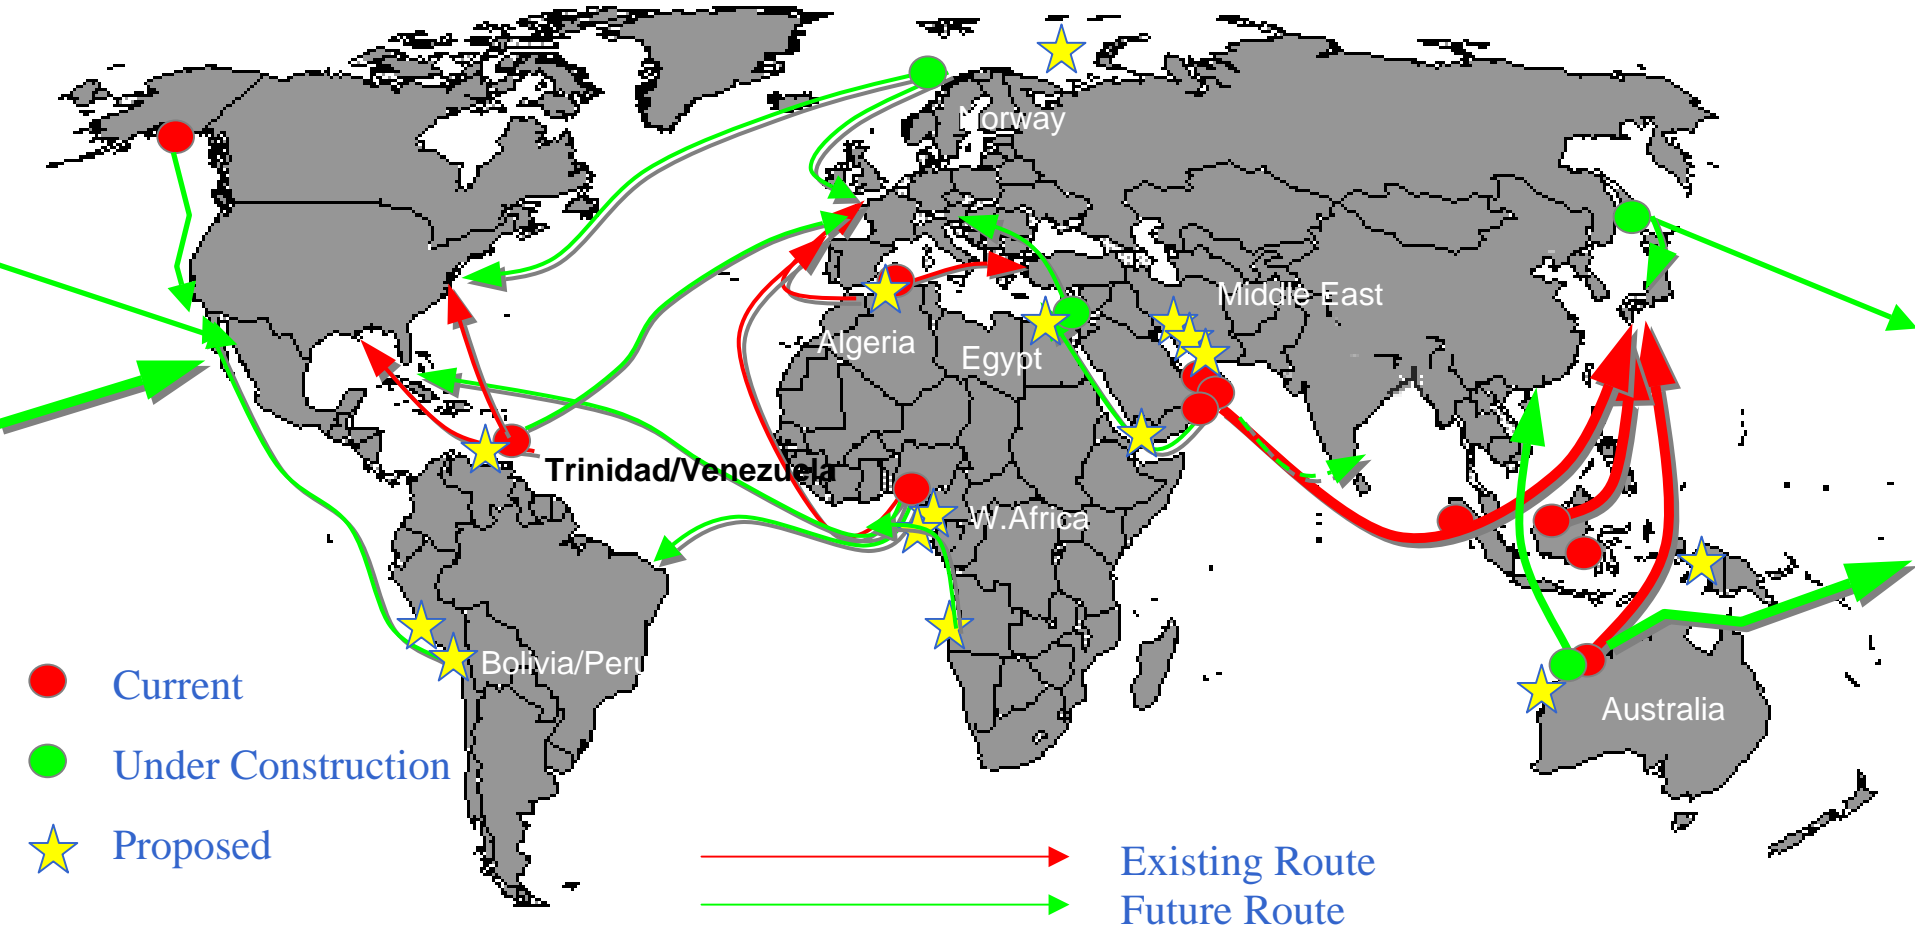 Norway
Middle East
Algeria
Egypt
Trinidad/Venezuela
W.Africa
Bolivia/Peru
Australia
Current
Under Construction
Proposed
Existing Route
Future Route